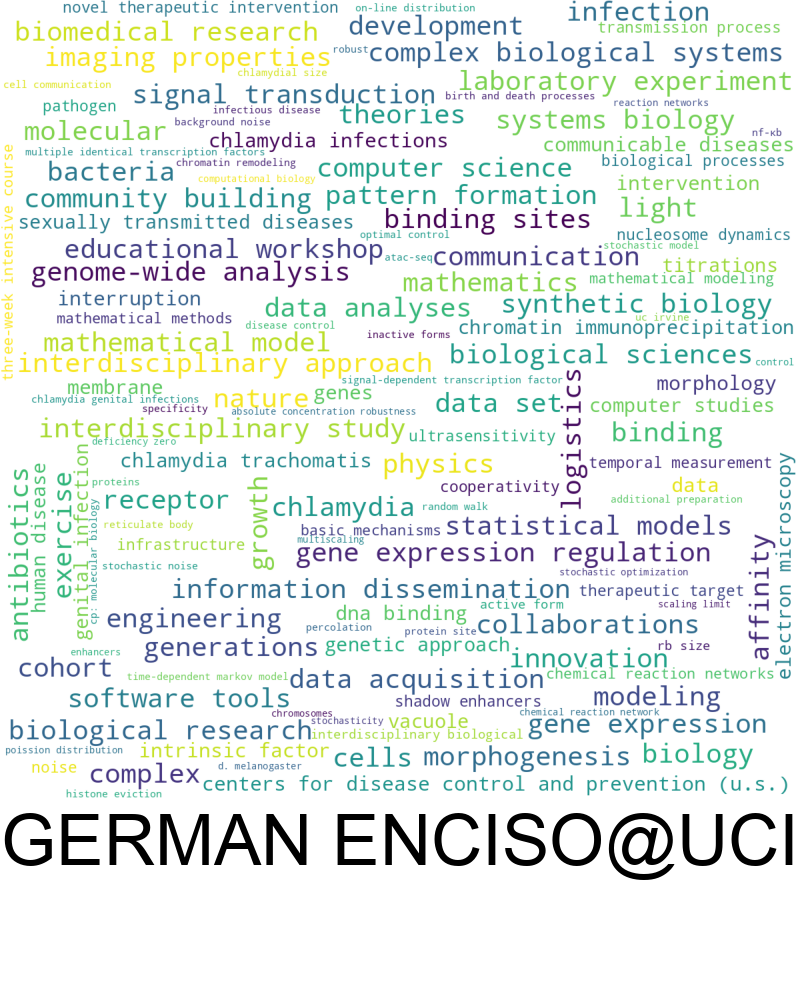 novel therapeutic intervention
on-line distribution
infection
biomedical research
development
transmission process
imaging properties
robust
complex biological systems
chlamydial size
cell communication
laboratory experiment
signal transduction
birth and death processes
pathogen
infectious disease
theories
reaction networks
molecular
background noise
systems biology
nf-κb
chlamydia infections
communicable diseases
multiple identical transcription factors
chromatin remodeling
biological processes
bacteria
computational biology
computer science
intervention
community building
pattern formation
light
sexually transmitted diseases
binding sites
optimal control
nucleosome dynamics
educational workshop
atac-seq
communication
stochastic model
three-week intensive course
genome-wide analysis
titrations
mathematics
mathematical modeling
interruption
data analyses
synthetic biology
mathematical methods
disease control
uc irvine
chromatin immunoprecipitation
inactive forms
mathematical model
interdisciplinary approach
biological sciences
control
membrane
signal-dependent transcription factor
morphology
chlamydia genital infections
nature
genes
specificity
absolute concentration robustness
data set
computer studies
logistics
interdisciplinary study
deficiency zero
ultrasensitivity
binding
chlamydia trachomatis
physics
temporal measurement
proteins
cooperativity
data
receptor
growth
chlamydia
random walk
additional preparation
antibiotics
human disease
exercise
genital infection
cp: molecular biology
reticulate body
basic mechanisms
statistical models
infrastructure
multiscaling
gene expression regulation
stochastic noise
stochastic optimization
information dissemination
therapeutic target
affinity
electron microscopy
engineering
dna binding
active form
scaling limit
percolation
protein site
collaborations
generations
genetic approach
rb size
enhancers
innovation
cohort
time-dependent markov model
data acquisition
chemical reaction networks
software tools
shadow enhancers
modeling
chromosomes
stochasticity
vacuole
chemical reaction network
biological research
interdisciplinary biological
gene expression
poission distribution
intrinsic factor
cells
morphogenesis
biology
noise
complex
d. melanogaster
centers for disease control and prevention (u.s.)
histone eviction
GERMAN ENCISO@UCI